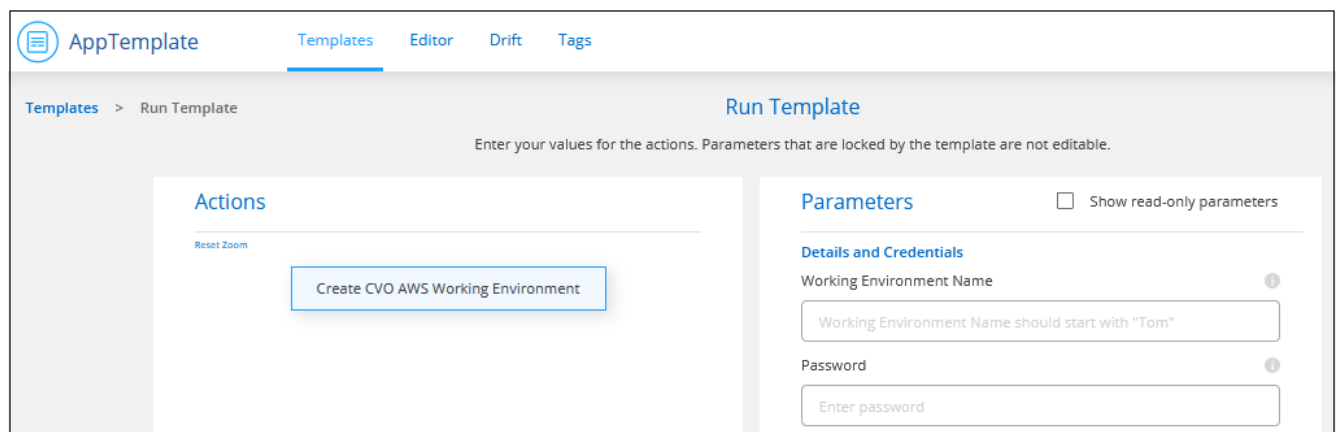 AppTemplate
Templates
Editor
Drift
Tags
Templates > Run Template
Run Template
Enter your values for the actions. Parameters that are locked by the template are not editable.
Actions
Reset Zoom
Create CVO AWS Working Environment
Parameters
Show read-only parameters
Details and Credentials
Working Environment Name
Working Environment Name should start with "Tom"
Password
Enter password